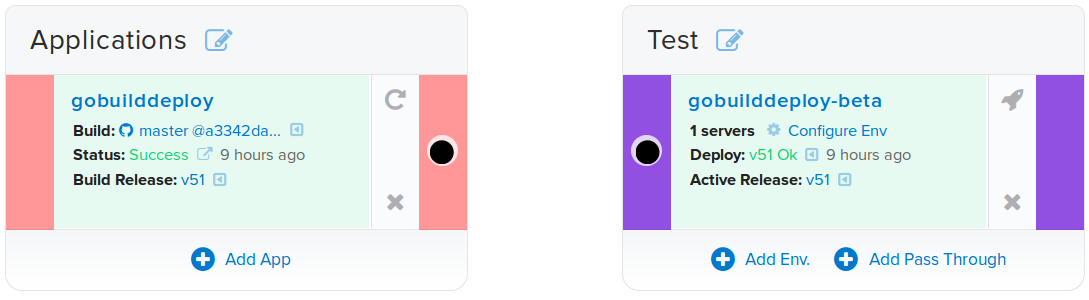 Applications
gobuilddeploy
Build: master @a3342da...
Status: Success 9 hours ago
Build Release: v51
Add App
Test
gobuilddeploy-beta
1 servers Configure Env
Deploy: v51 Ok 9 hours ago
Active Release: v51
Add Env. Add Pass Through